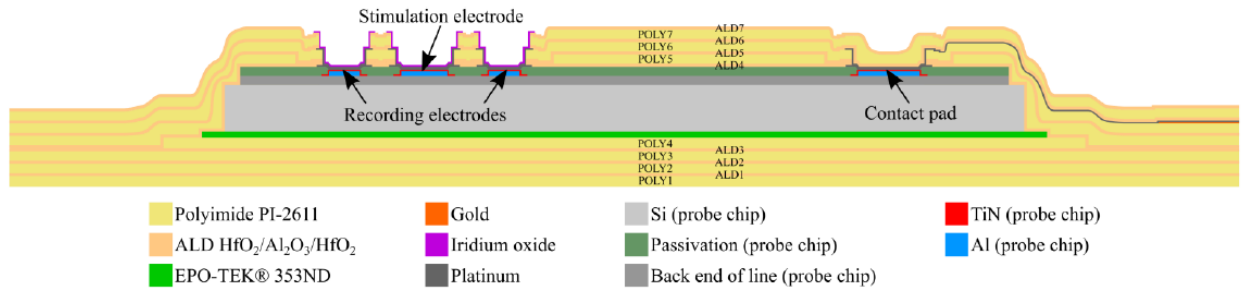 Stimulation electrode
ALD7
POLY7
ALD6
POLY6
ALD5
POLY5
ALD4
Recording electrodes
Contact pad
POLY4
ALD3
POLY3
ALD2
POLY2
ALD1
POLY1
Polyimide PI-2611
Gold
Si (probe chip)
TiN (probe chip)
ALD HfO₂/Al₂O₃/HfO₂
Iridium oxide
Passivation (probe chip)
Al (probe chip)
EPO-TEK® 353ND
Platinum
Back end of line (probe chip)